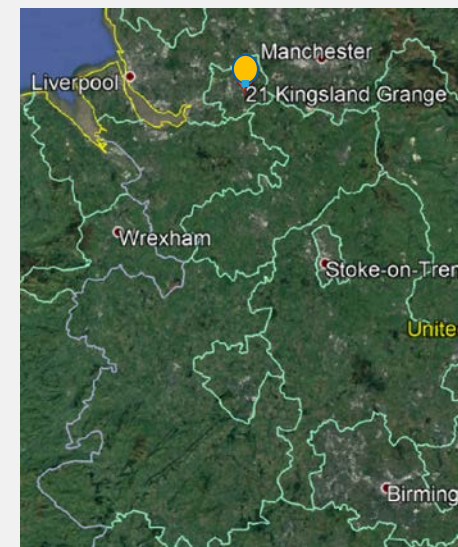 Manchester
Liverpool
21 Kingsland Grange
Wrexham
Stoke-on-Tren
Unite
Birming